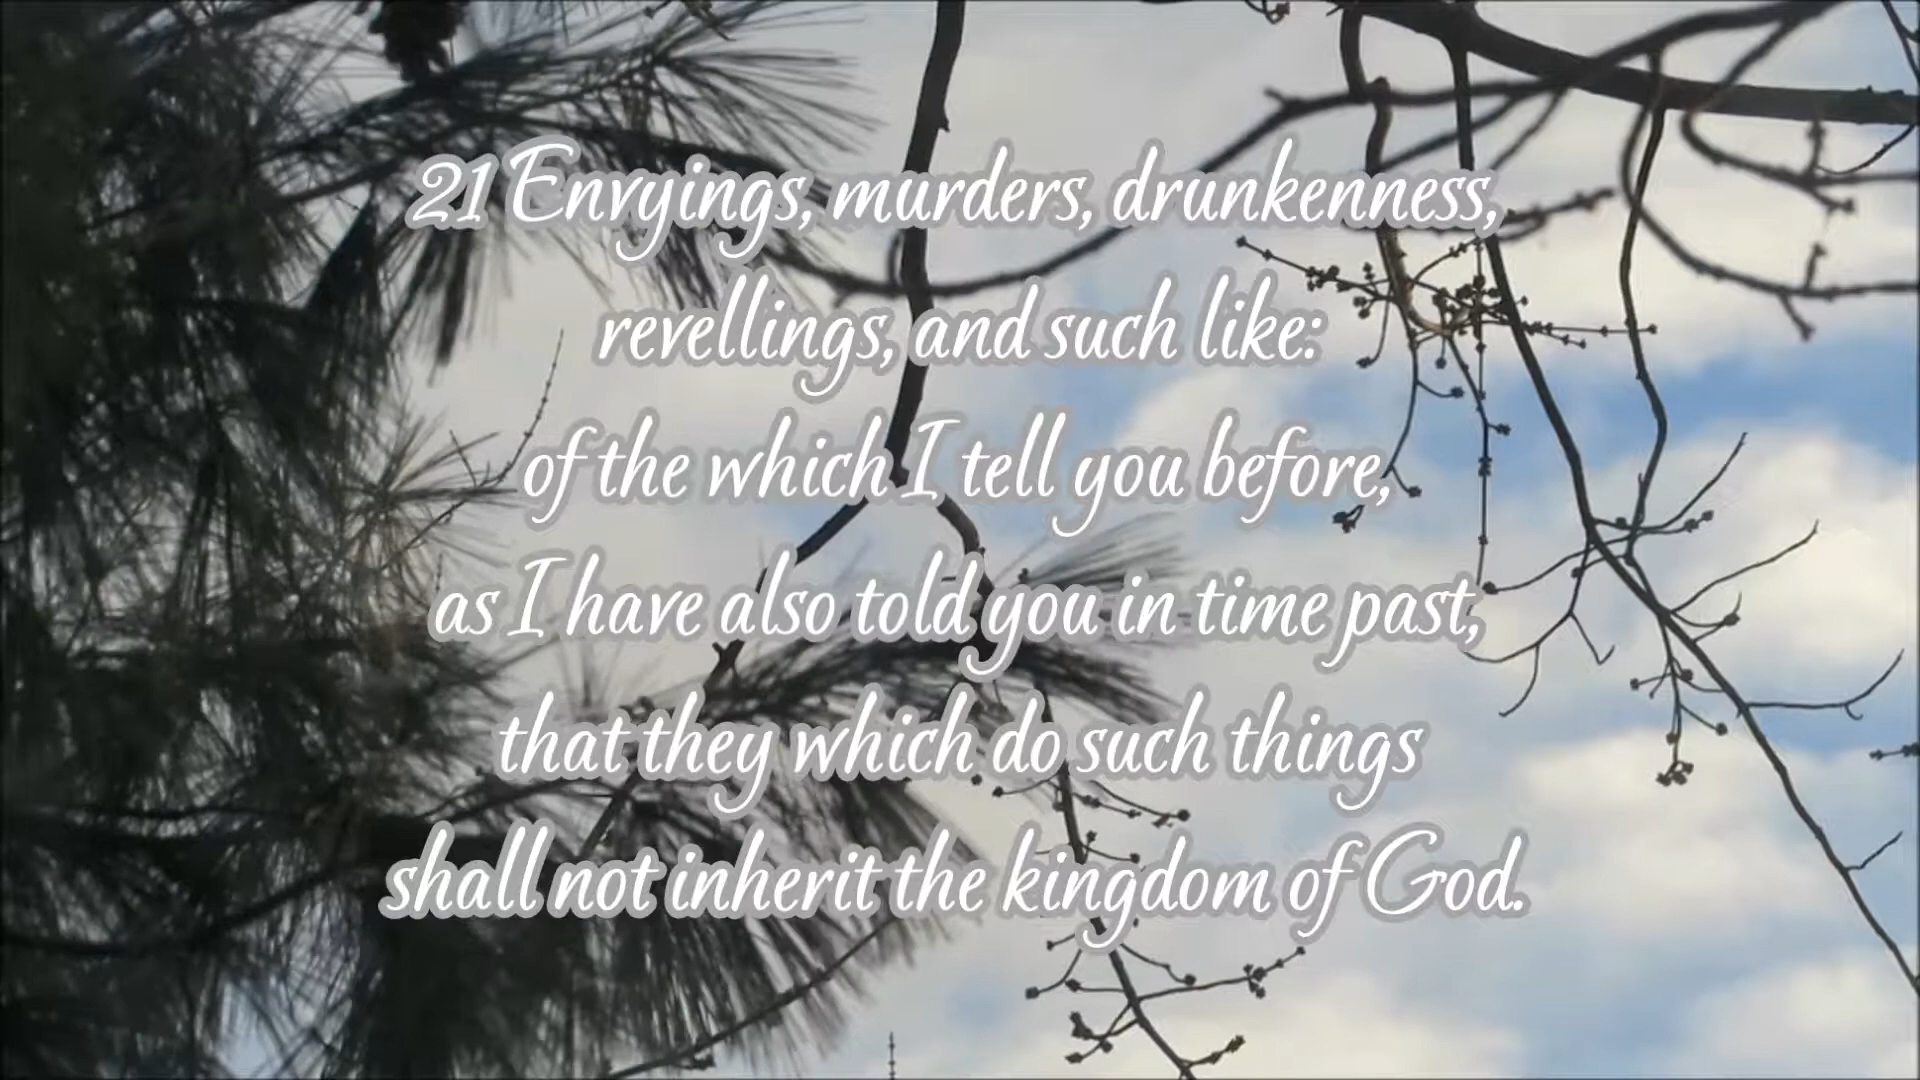 21 Envyings, murders, drunkenness,
revellings, and such like:
of the which I tell you before,
as I have also told you in time past,
that they which do such things
shall not inherit the kingdom of God.